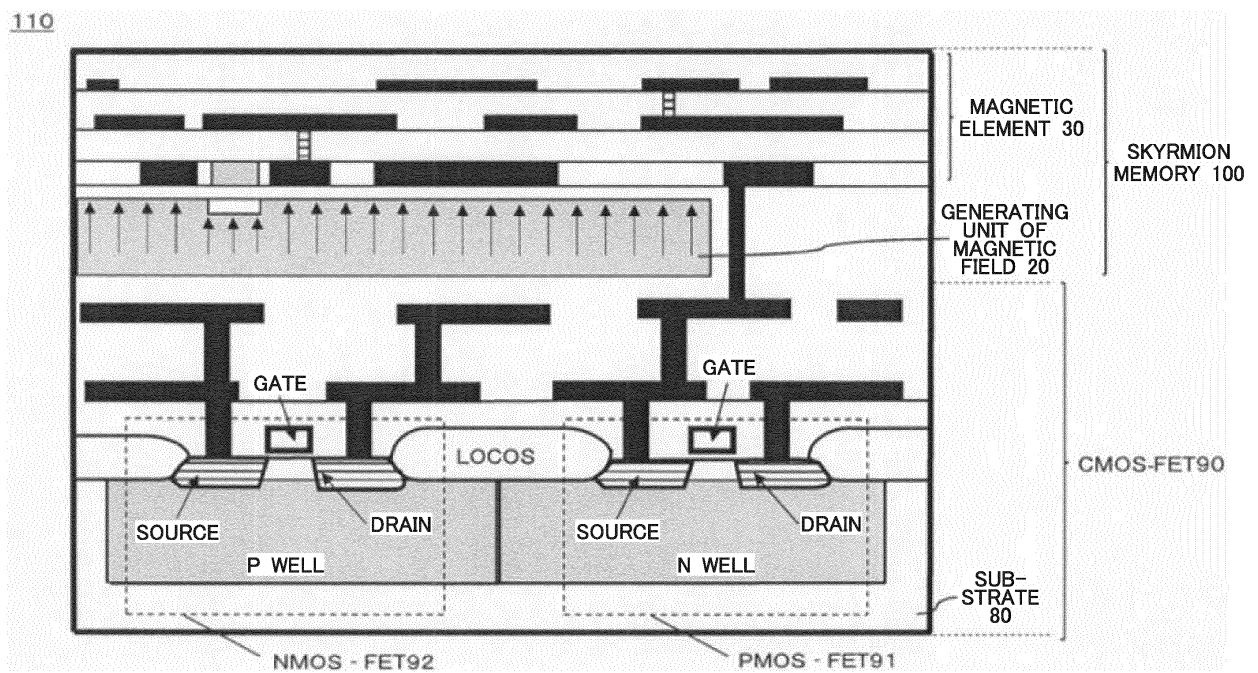 110
MAGNETIC
ELEMENT 30
SKYRMION
MEMORY 100
GENERATING
UNIT OF
MAGNETIC
FIELD 20
GATE
GATE
LOCOS
CMOS-FET90
SOURCE
DRAIN
SOURCE
DRAIN
P WELL
N WELL
SUB-
STRATE
80
NMOS - FET92
PMOS - FET91